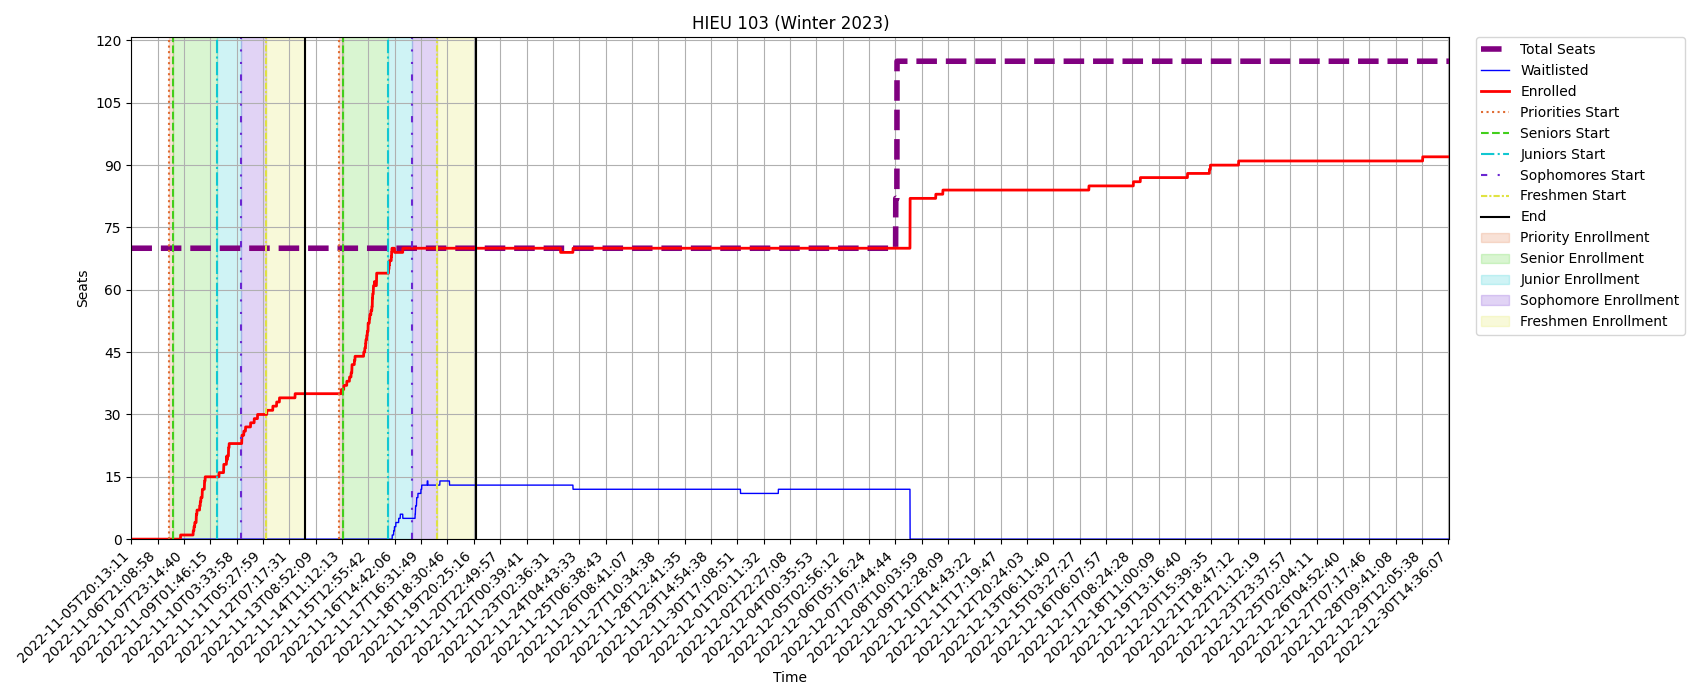 HIEU 103 (Winter 2023)
120
105
90
75
60
45
30
15
0
Seats
2022-11-05T20:13:11
2022-11-06T21:08:58
2022-11-07T23:14:40
2022-11-09T01:46:15
2022-11-10T03:33:58
2022-11-11T05:27:59
2022-11-12T07:17:31
2022-11-13T08:52:09
2022-11-14T11:12:13
2022-11-15T12:55:42
2022-11-16T14:42:06
2022-11-17T16:31:49
2022-11-18T18:30:46
2022-11-19T20:25:16
2022-11-20T22:49:57
2022-11-22T00:39:41
2022-11-23T02:36:31
2022-11-24T04:43:33
2022-11-25T06:38:43
2022-11-26T08:41:07
2022-11-27T10:34:38
2022-11-28T12:41:35
2022-11-29T14:54:38
2022-11-30T17:08:51
2022-12-01T20:11:32
2022-12-02T22:27:08
2022-12-04T00:35:53
2022-12-05T02:56:12
2022-12-06T05:16:24
2022-12-07T07:44:44
2022-12-08T10:03:59
2022-12-09T12:28:09
2022-12-10T14:43:22
2022-12-11T17:19:47
2022-12-12T20:24:03
2022-12-13T06:11:40
2022-12-15T03:27:27
2022-12-16T06:07:57
2022-12-17T08:24:28
2022-12-18T11:00:09
2022-12-19T13:16:40
2022-12-20T15:39:35
2022-12-21T18:47:12
2022-12-22T21:12:19
2022-12-23T23:37:57
2022-12-25T02:04:11
2022-12-26T04:52:40
2022-12-27T07:17:46
2022-12-28T09:41:08
2022-12-29T12:05:38
2022-12-30T14:36:07
Time
Total Seats
Waitlisted
Enrolled
Priorities Start
Seniors Start
Juniors Start
Sophomores Start
Freshmen Start
End
Priority Enrollment
Senior Enrollment
Junior Enrollment
Sophomore Enrollment
Freshmen Enrollment